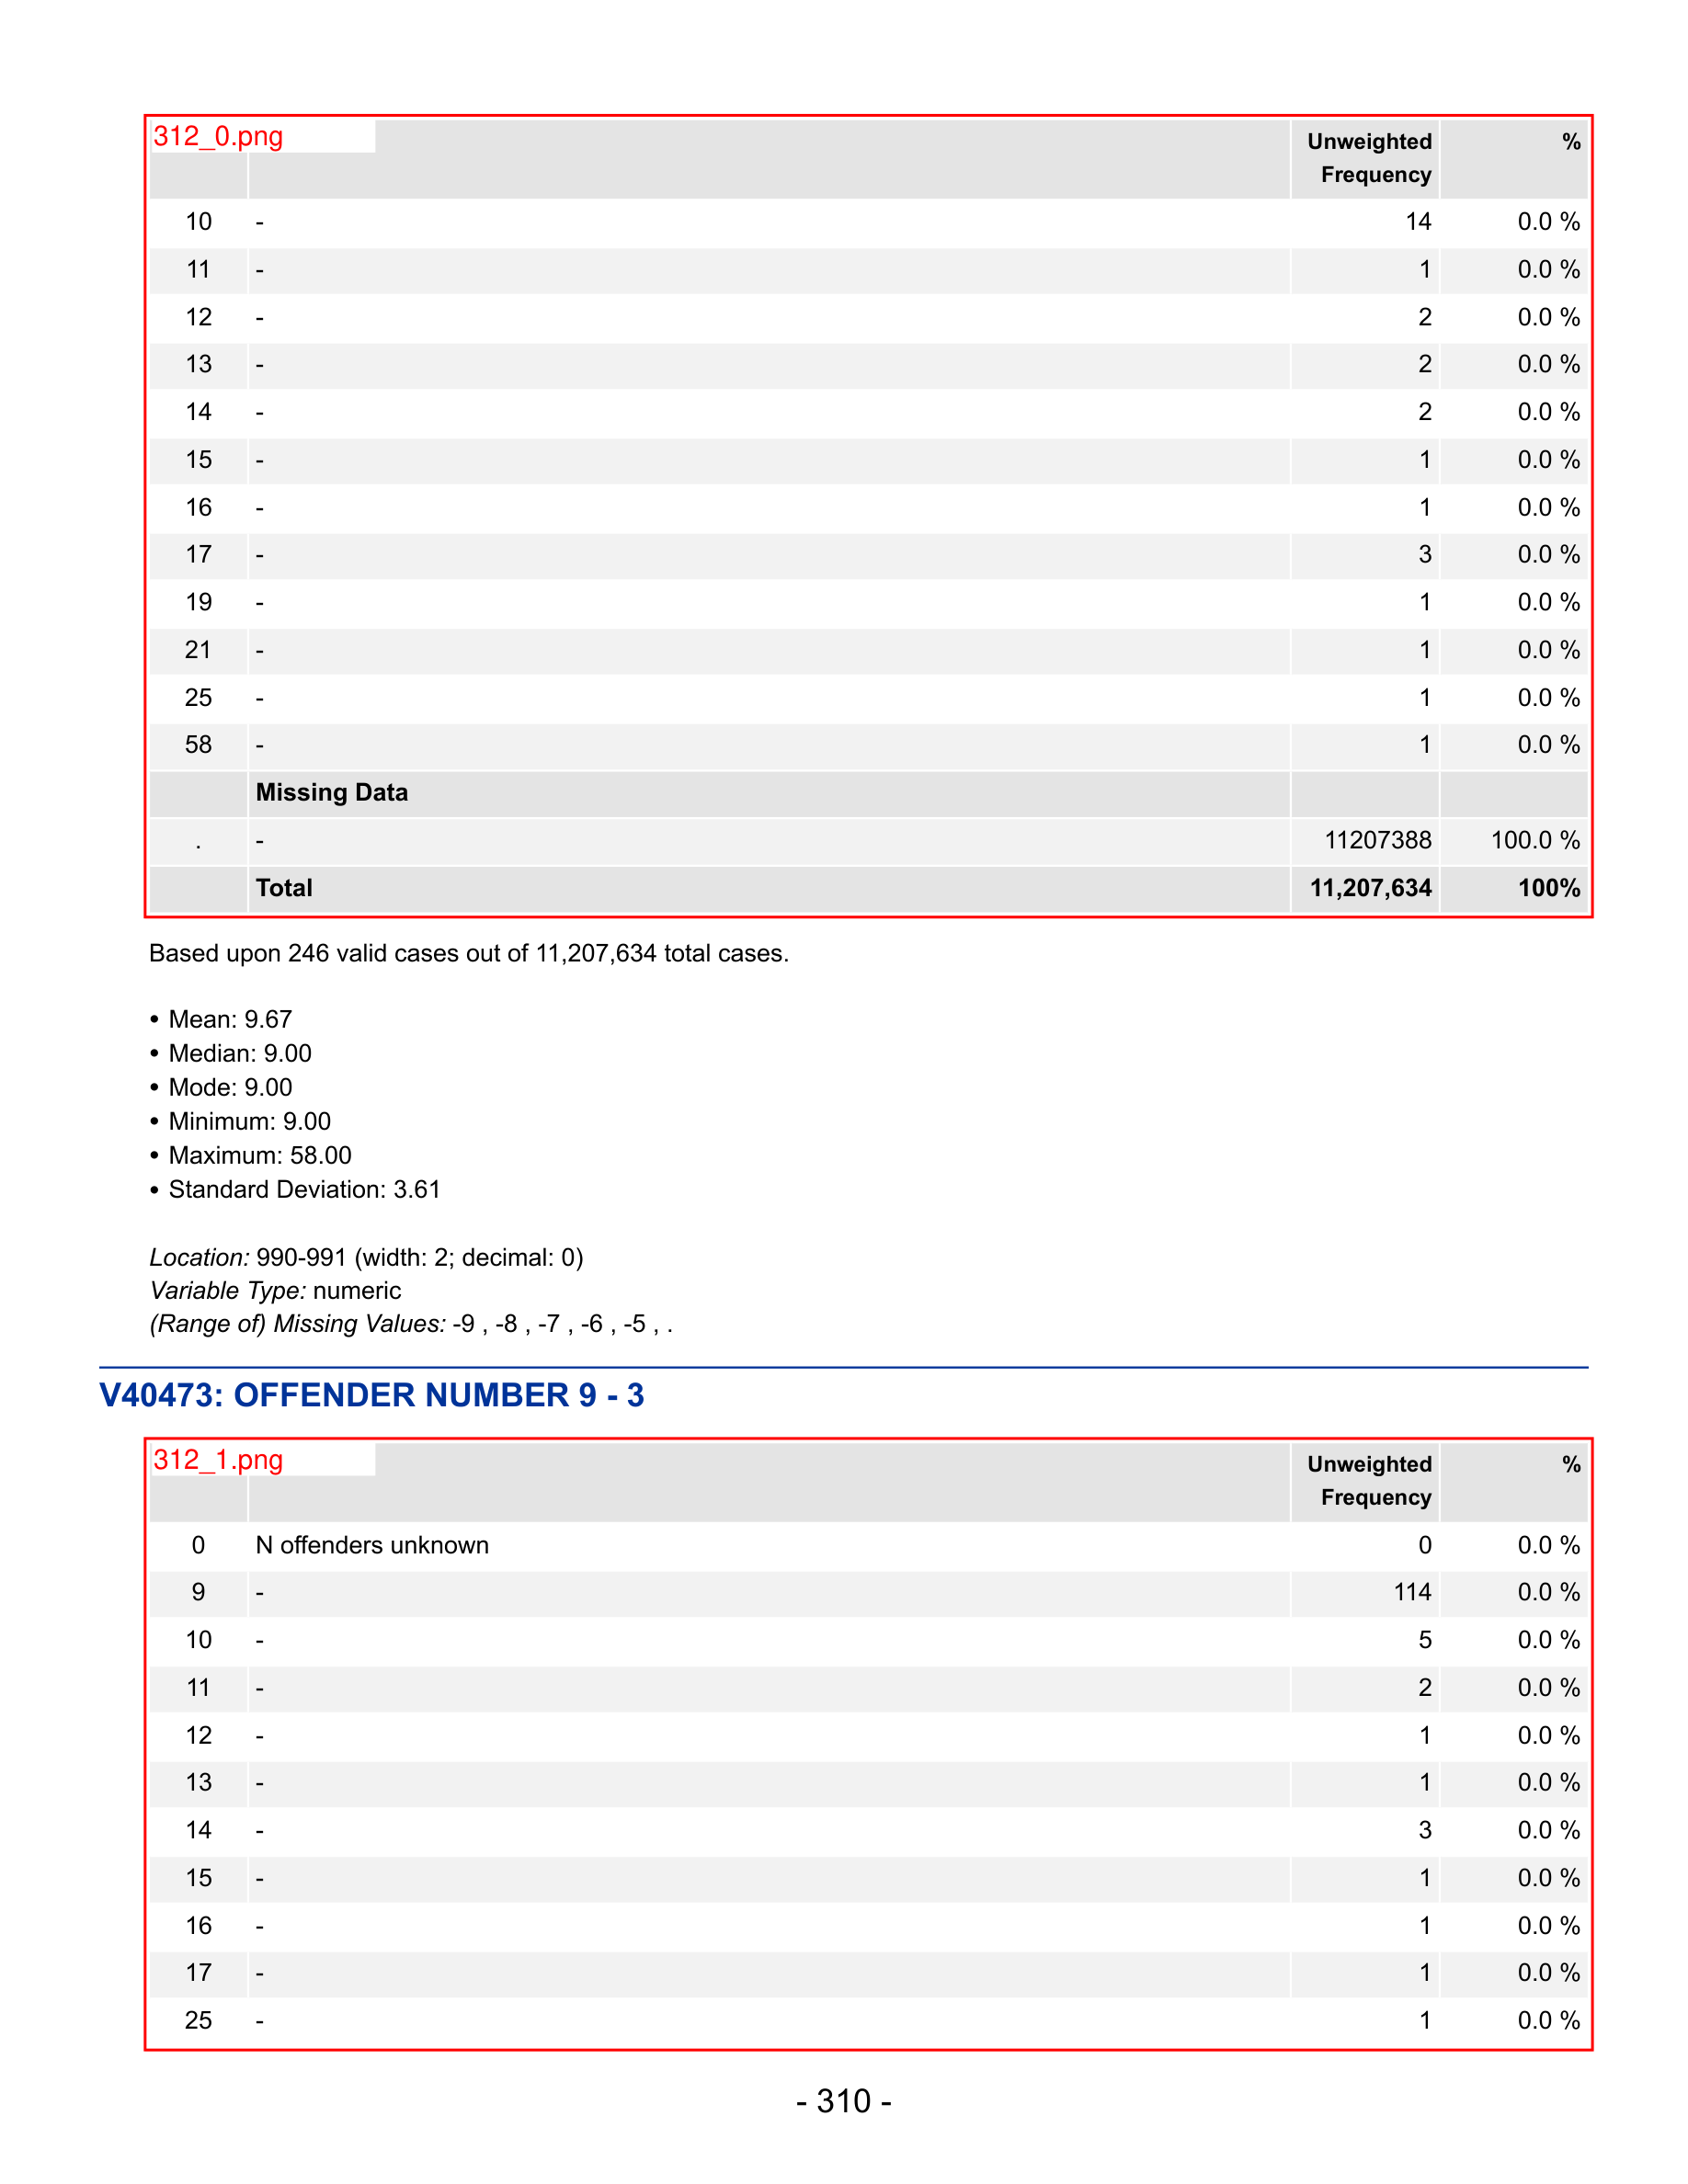 312_0.png
Unweighted Frequency %
10 - 14 0.0 %
11 - 1 0.0 %
12 - 2 0.0 %
13 - 2 0.0 %
14 - 2 0.0 %
15 - 1 0.0 %
16 - 1 0.0 %
17 - 3 0.0 %
19 - 1 0.0 %
21 - 1 0.0 %
25 - 1 0.0 %
58 - 1 0.0 %
Missing Data
. - 11207388 100.0 %
Total 11,207,634 100%
Based upon 246 valid cases out of 11,207,634 total cases.
• Mean: 9.67
• Median: 9.00
• Mode: 9.00
• Minimum: 9.00
• Maximum: 58.00
• Standard Deviation: 3.61
Location: 990-991 (width: 2; decimal: 0)
Variable Type: numeric
(Range of) Missing Values: -9 , -8 , -7 , -6 , -5 , .
V40473: OFFENDER NUMBER 9 - 3
312_1.png
Unweighted Frequency %
0 N offenders unknown 0 0.0 %
9 - 114 0.0 %
10 - 5 0.0 %
11 - 2 0.0 %
12 - 1 0.0 %
13 - 1 0.0 %
14 - 3 0.0 %
15 - 1 0.0 %
16 - 1 0.0 %
17 - 1 0.0 %
25 - 1 0.0 %
- 310 -